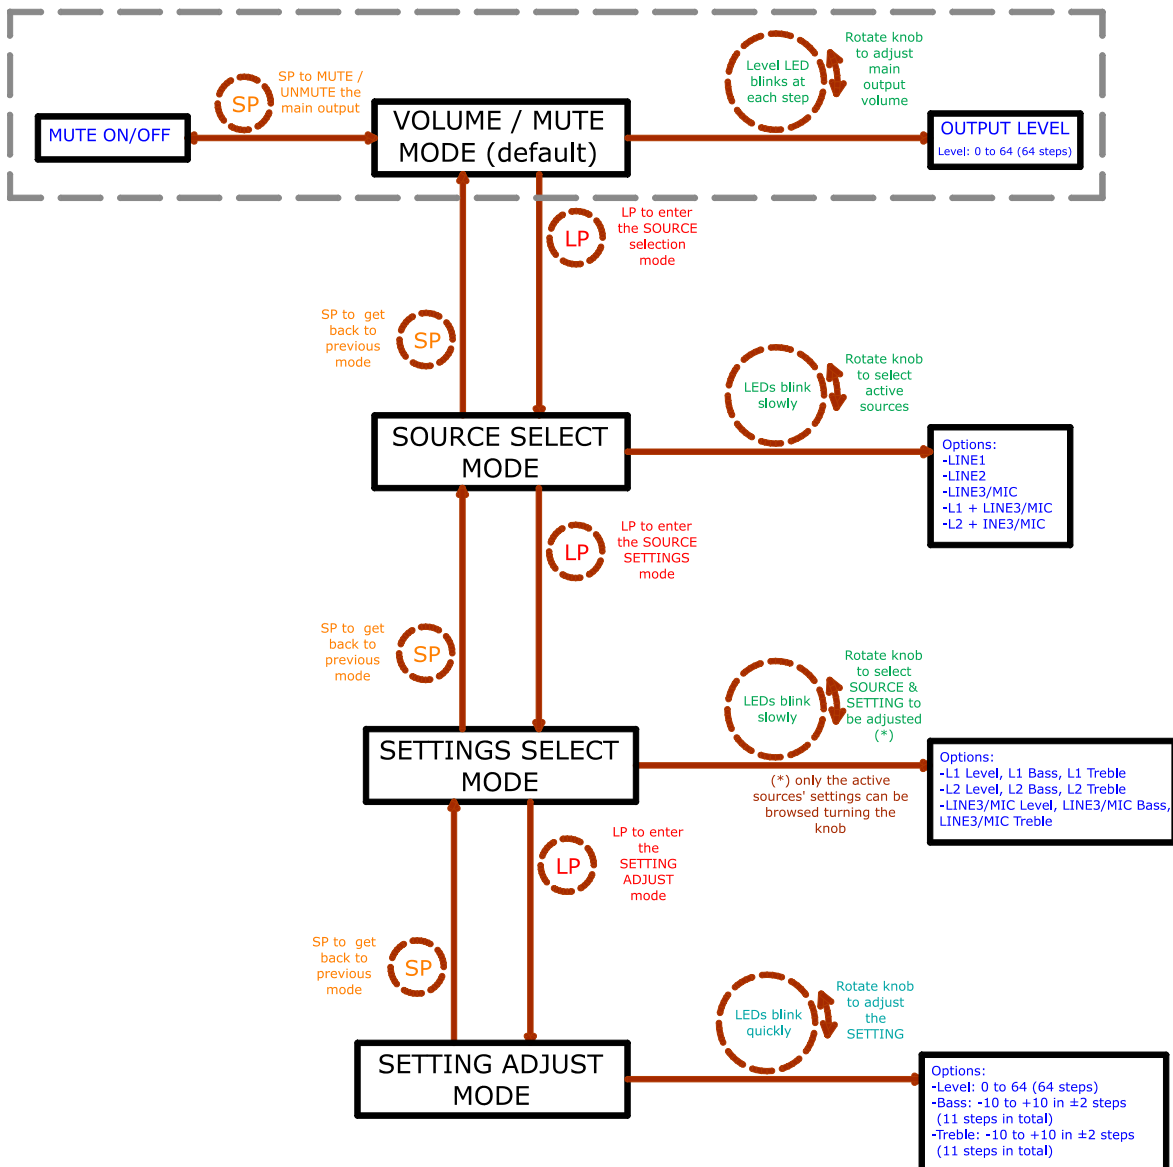 SP to MUTE /
UNMUTE the
main output
SP
MUTE ON/OFF
VOLUME / MUTE
MODE (default)
Level LED
blinks at
each step
Rotate knob
to adjust
main
output
volume
OUTPUT LEVEL
Level: 0 to 64 (64 steps)
LP
LP to enter
the SOURCE
selection
mode
SP to get
back to
previous
mode
SP
SOURCE SELECT
MODE
LEDs blink
slowly
Rotate knob
to select
active
sources
Options:
-LINE1
-LINE2
-LINE3/MIC
-L1 + LINE3/MIC
-L2 + INE3/MIC
LP
LP to enter
the SOURCE
SETTINGS
mode
SP to get
back to
previous
mode
SP
SETTINGS SELECT
MODE
LEDs blink
slowly
Rotate knob
to select
SOURCE &
SETTING to
be adjusted
(*)
(*) only the active
sources' settings can be
browsed turning the
knob
Options:
-L1 Level, L1 Bass, L1 Treble
-L2 Level, L2 Bass, L2 Treble
-LINE3/MIC Level, LINE3/MIC Bass,
LINE3/MIC Treble
LP
LP to enter
the
SETTING
ADJUST
mode
SP to get
back to
previous
mode
SP
SETTING ADJUST
MODE
LEDs blink
quickly
Rotate knob
to adjust
the
SETTING
Options:
-Level: 0 to 64 (64 steps)
-Bass: -10 to +10 in ±2 steps
(11 steps in total)
-Treble: -10 to +10 in ±2 steps
(11 steps in total)